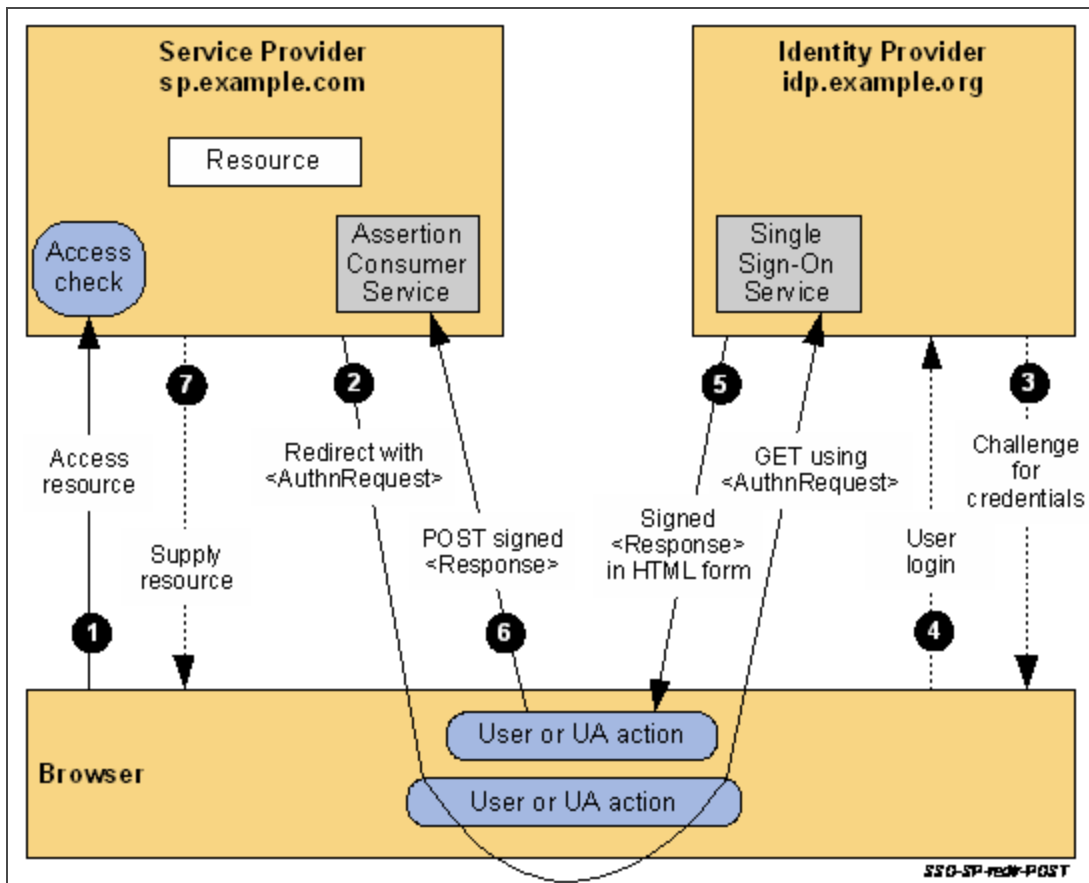 Service Provider
sp.example.com
Identity Provider
idp.example.org
Resource
Access
check
Assertion
Consumer
Service
Single
Sign-On
Service
7
2
5
3
Access
resource
Redirect with
<AuthnRequest>
GET using
<AuthnRequest>
Challenge
for
credentials
Supply
resource
POST signed
<Response>
Signed
<Response>
in HTML form
User
login
1
6
4
User or UA action
Browser
User or UA action
SSO-SP-redir-POST